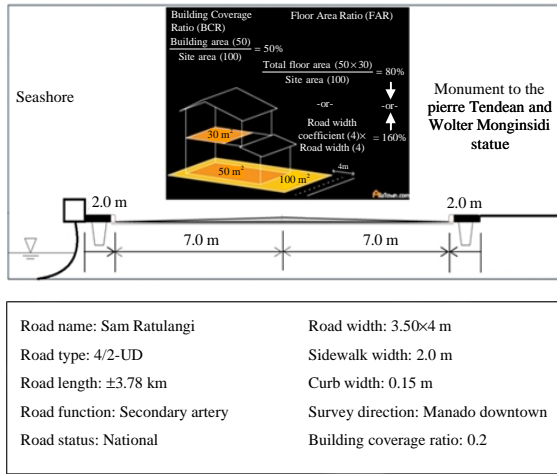 Building Coverage
Ratio (BCR)
Building area (50)
Site area (100)
= 50%
Floor Area Ratio (FAR)
Total floor area (50×30)
Site area (100)
= 80%
-or-
-or-
Road width
coefficient (4)×
Road width (4)
= 160%
30 m²
50 m²
100 m²
4m
Seashore
Monument to the
pierre Tendean and
Wolter Monginsidi
statue
2.0 m
2.0 m
7.0 m
7.0 m
Road name: Sam Ratulangi
Road type: 4/2-UD
Road length: ±3.78 km
Road function: Secondary artery
Road status: National
Road width: 3.50×4 m
Sidewalk width: 2.0 m
Curb width: 0.15 m
Survey direction: Manado downtown
Building coverage ratio: 0.2